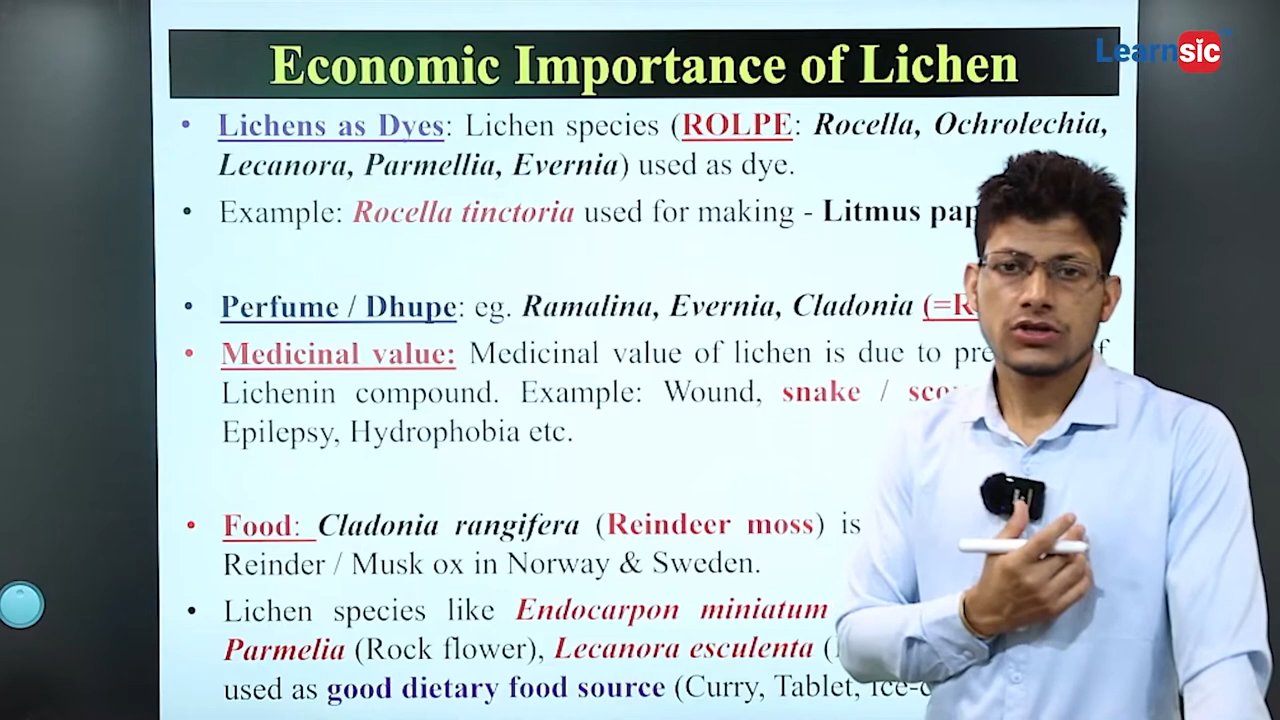 Economic Importance of Lichen
Learnsic
• Lichens as Dyes: Lichen species (ROLPE: Rocella, Ochrolechia,
Lecanora, Parmellia, Evernia) used as dye.
• Example: Rocella tinctoria used for making - Litmus
• Perfume / Dhupe: eg. Ramalina, Evernia, Cladonia
• Medicinal value: Medicinal value of lichen is due to
Lichenin compound. Example: Wound, snake /
Epilepsy, Hydrophobia etc.
• Food: Cladonia rangifera (Reindeer moss) is
Reinder / Musk ox in Norway & Sweden.
• Lichen species like Endocarpon miniatum
Parmelia (Rock flower), Lecanora esculenta
used as good dietary food source (Curry, Tablet,